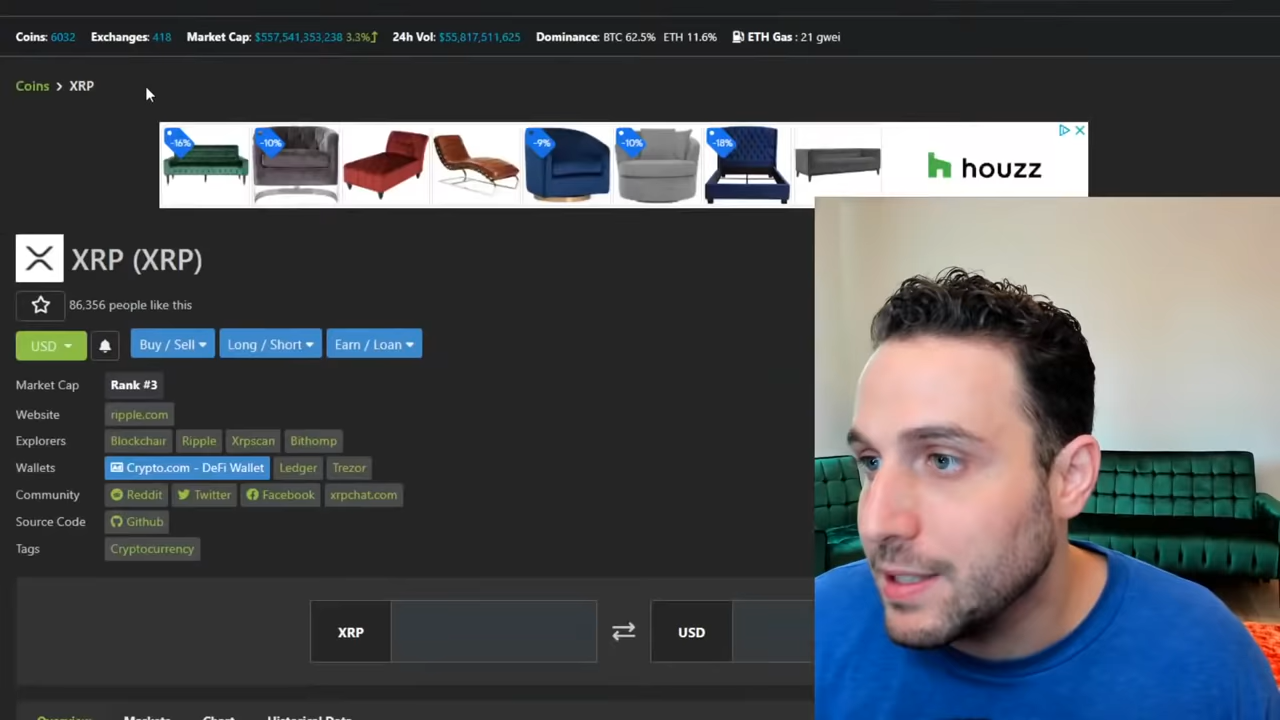 Coins: 6032 Exchanges: 418 Market Cap: $557,541,353,238 3.3% 24h Vol: $55,817,511,625 Dominance: BTC 62.5% ETH 11.6% ETH Gas : 21 gwei
Coins > XRP
-16% -10% -9% -10% -18%
houzz
XRP (XRP)
86,356 people like this
USD Buy / Sell Long / Short Earn / Loan
Market Cap Rank #3
Website ripple.com
Explorers Blockchair Ripple Xrpscan Bithomp
Wallets Crypto.com - DeFi Wallet Ledger Trezor
Community Reddit Twitter Facebook xrpchat.com
Source Code Github
Tags Cryptocurrency
XRP USD
Overview Markets Chart Historical Data